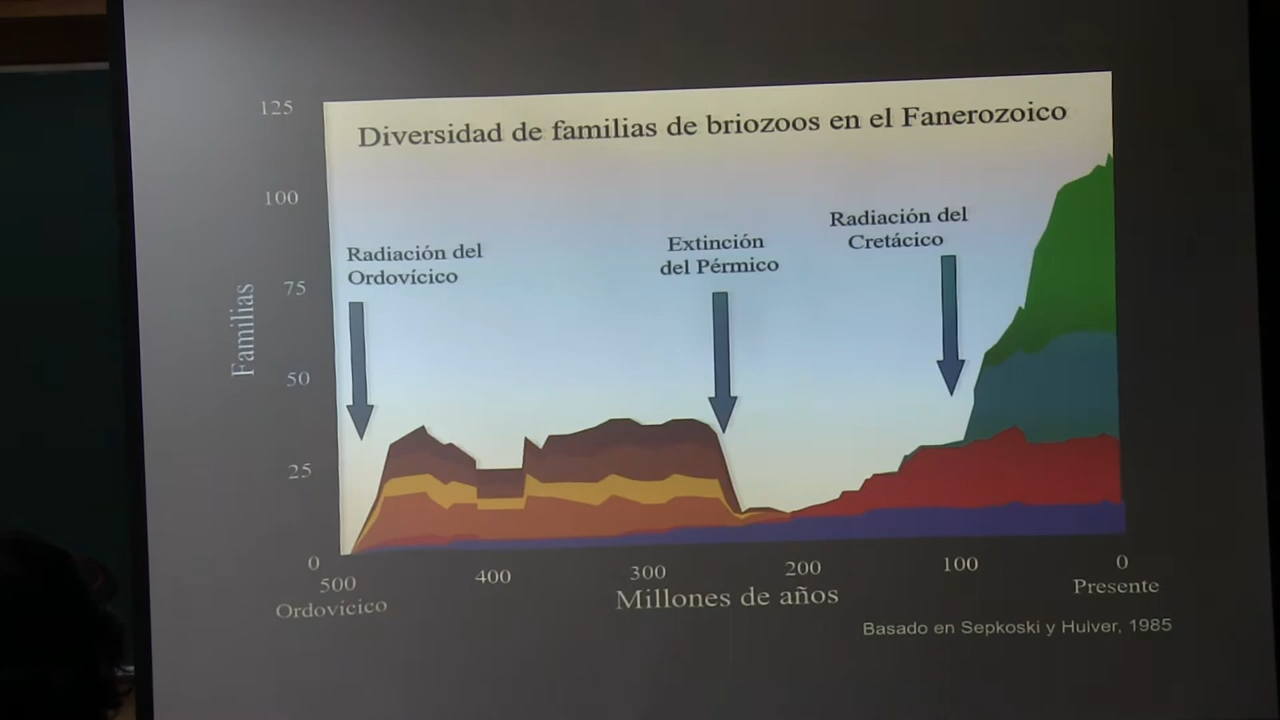 Diversidad de familias de briozoos en el Fanerozoico
125
100
75
50
25
0
Familias
Radiación del
Ordovícico
Extinción
del Pérmico
Radiación del
Cretácico
500
400
300
200
100
0
Ordovícico
Presente
Millones de años
Basado en Sepkoski y Hulver, 1985